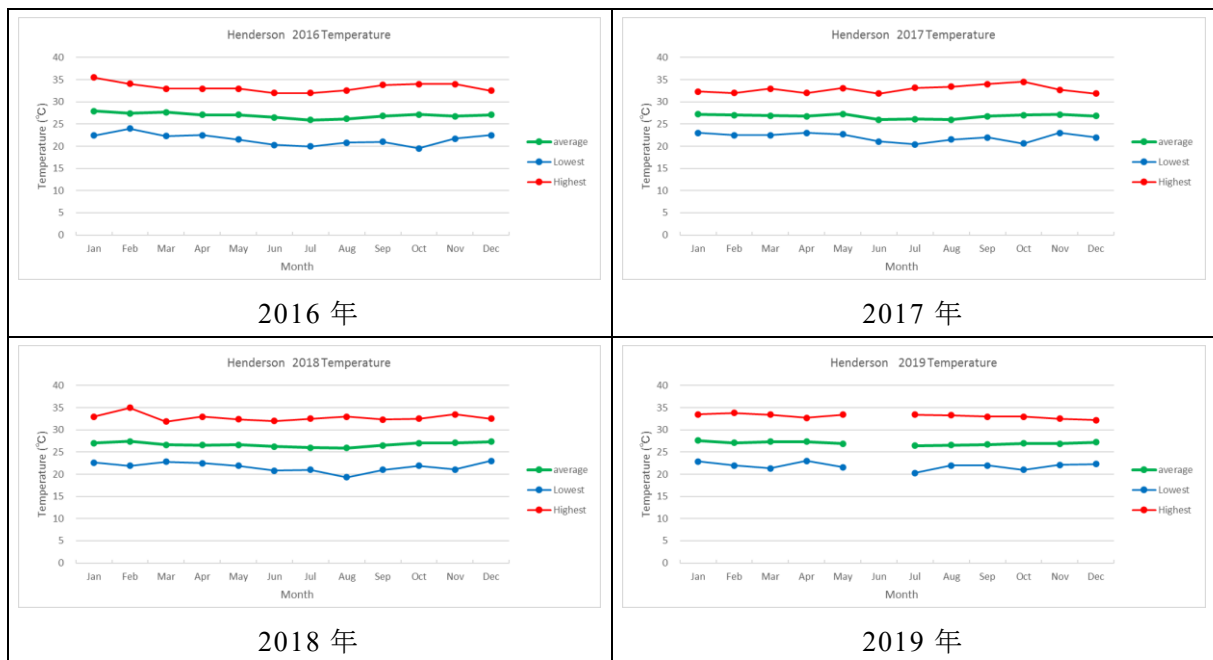 Henderson 2016 Temperature
Temperature (℃)
40
35
30
25
20
15
10
5
0
Jan Feb Mar Apr May Jun Jul Aug Sep Oct Nov Dec
Month
average
Lowest
Highest
2016 年
Henderson 2017 Temperature
Temperature (℃)
40
35
30
25
20
15
10
5
0
Jan Feb Mar Apr May Jun Jul Aug Sep Oct Nov Dec
Month
average
Lowest
Highest
2017 年
Henderson 2018 Temperature
Temperature (℃)
40
35
30
25
20
15
10
5
0
Jan Feb Mar Apr May Jun Jul Aug Sep Oct Nov Dec
Month
average
Lowest
Highest
2018 年
Henderson 2019 Temperature
Temperature (℃)
40
35
30
25
20
15
10
5
0
Jan Feb Mar Apr May Jun Jul Aug Sep Oct Nov Dec
Month
average
Lowest
Highest
2019 年